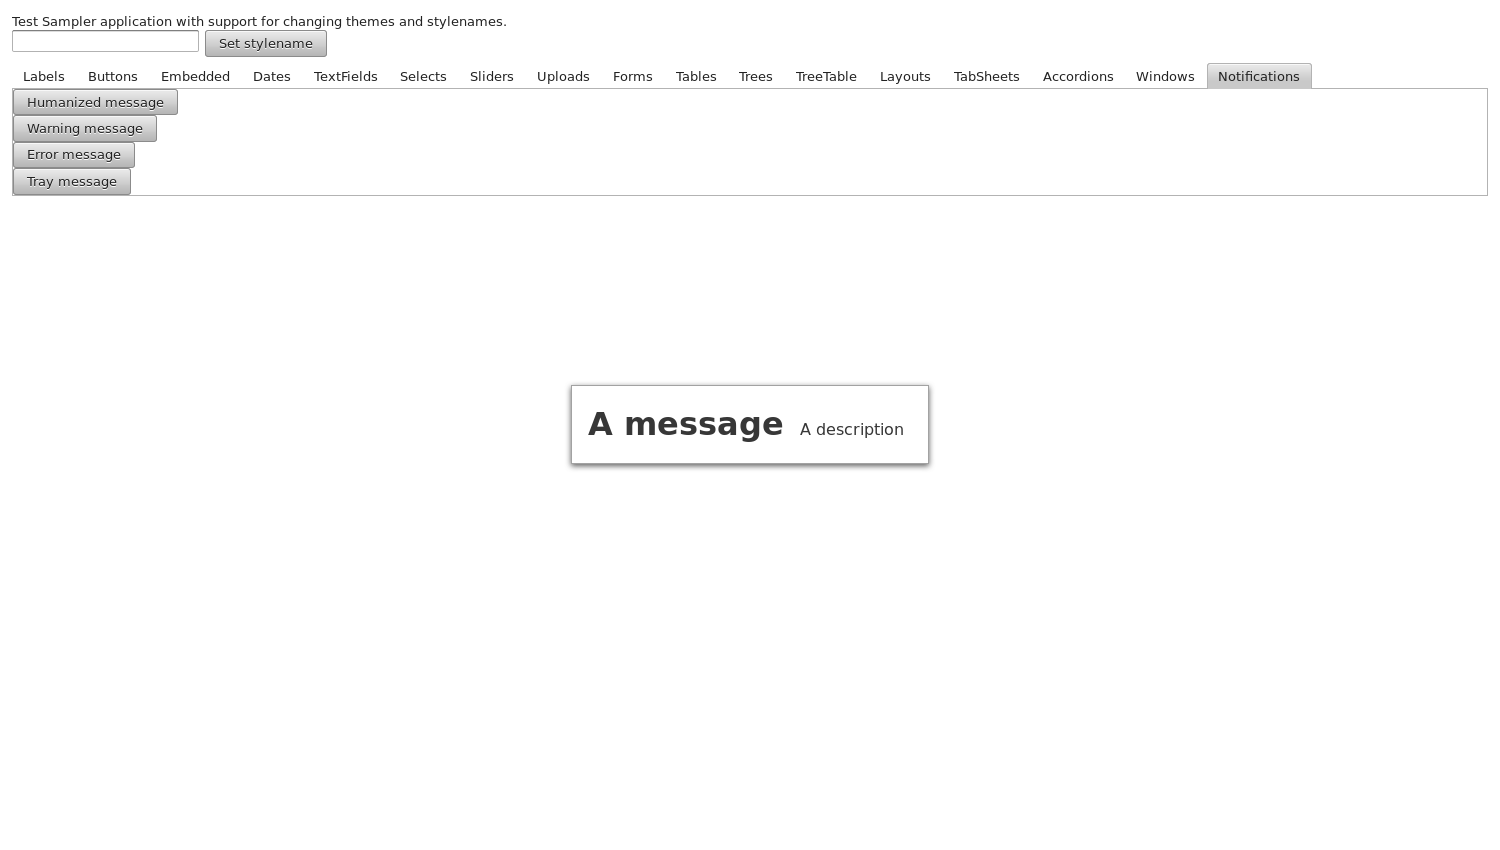 Test Sampler application with support for changing themes and stylenames.
Set stylename
Labels Buttons Embedded Dates TextFields Selects Sliders Uploads Forms Tables Trees TreeTable Layouts TabSheets Accordions Windows Notifications
Humanized message
Warning message
Error message
Tray message
A message A description